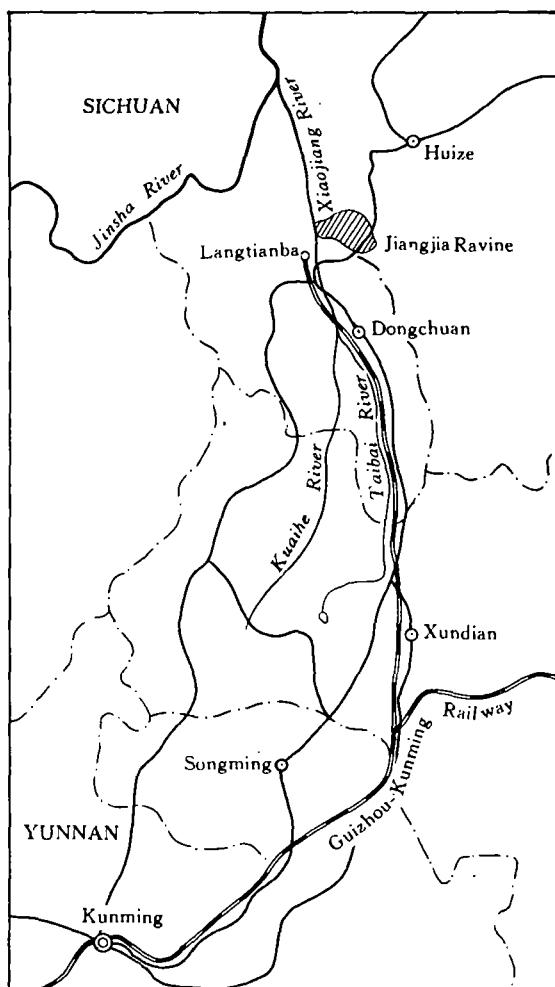 SICHUAN
Xiaojiang River
Huize
Jinsha River
Jiangjia Ravine
Langtianba
Dongchuan
Taibai River
Kuaihe River
Xundian
Railway
Songming
Guizhou-Kunming
YUNNAN
Kunming